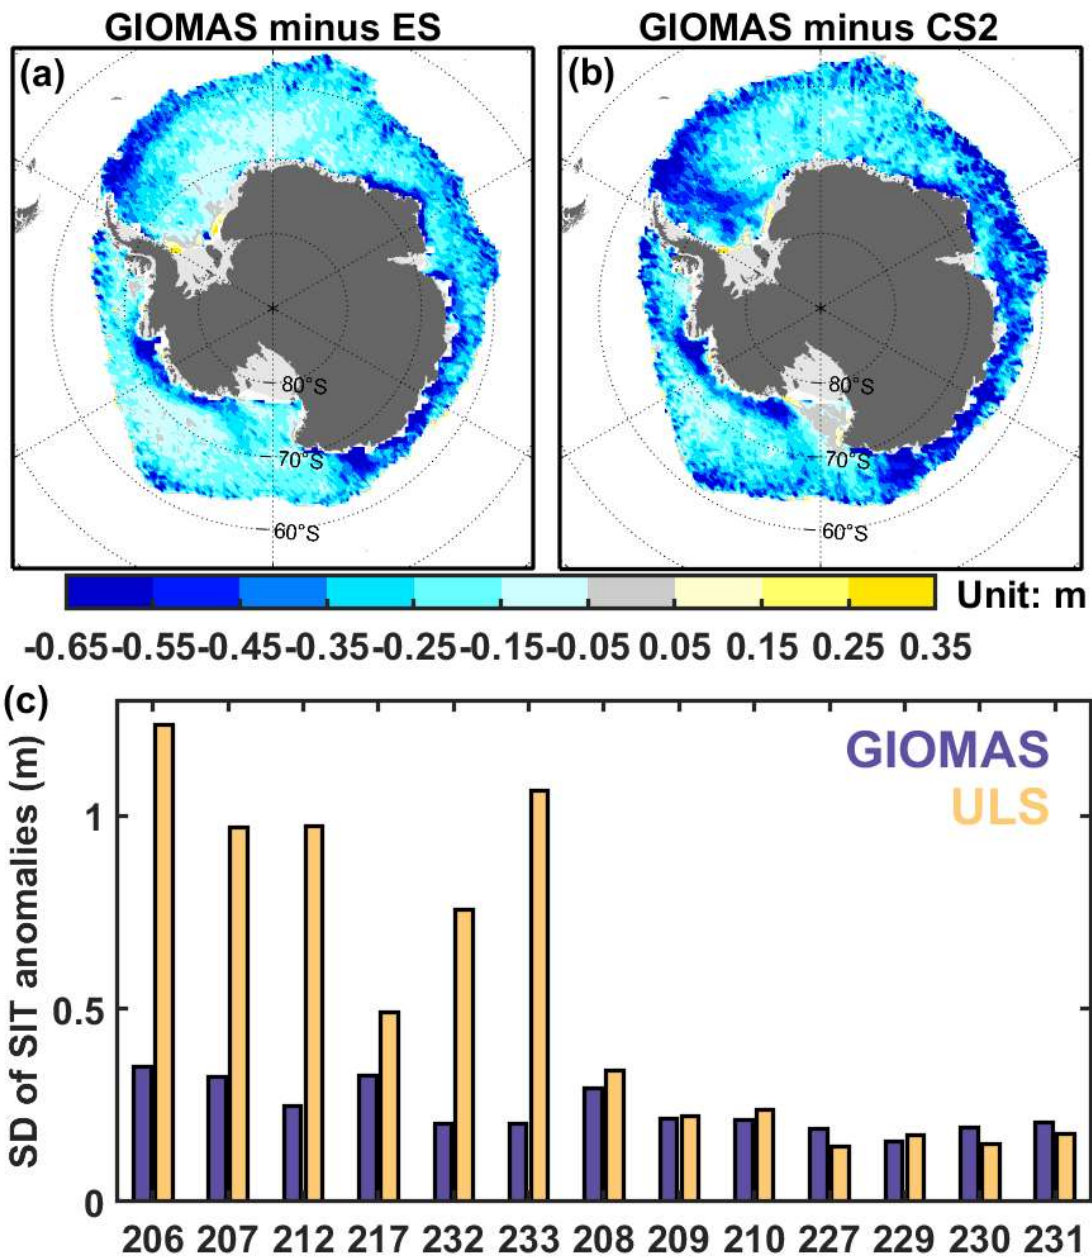 GIOMAS minus ES
GIOMAS minus CS2
(a)
(b)
80°S
70°S
60°S
80°S
70°S
60°S
Unit: m
-0.65 -0.55 -0.45 -0.35 -0.25 -0.15 -0.05 0.05 0.15 0.25 0.35
(c)
SD of SIT anomalies (m)
GIOMAS
ULS
1
0.5
0
206 207 212 217 232 233 208 209 210 227 229 230 231